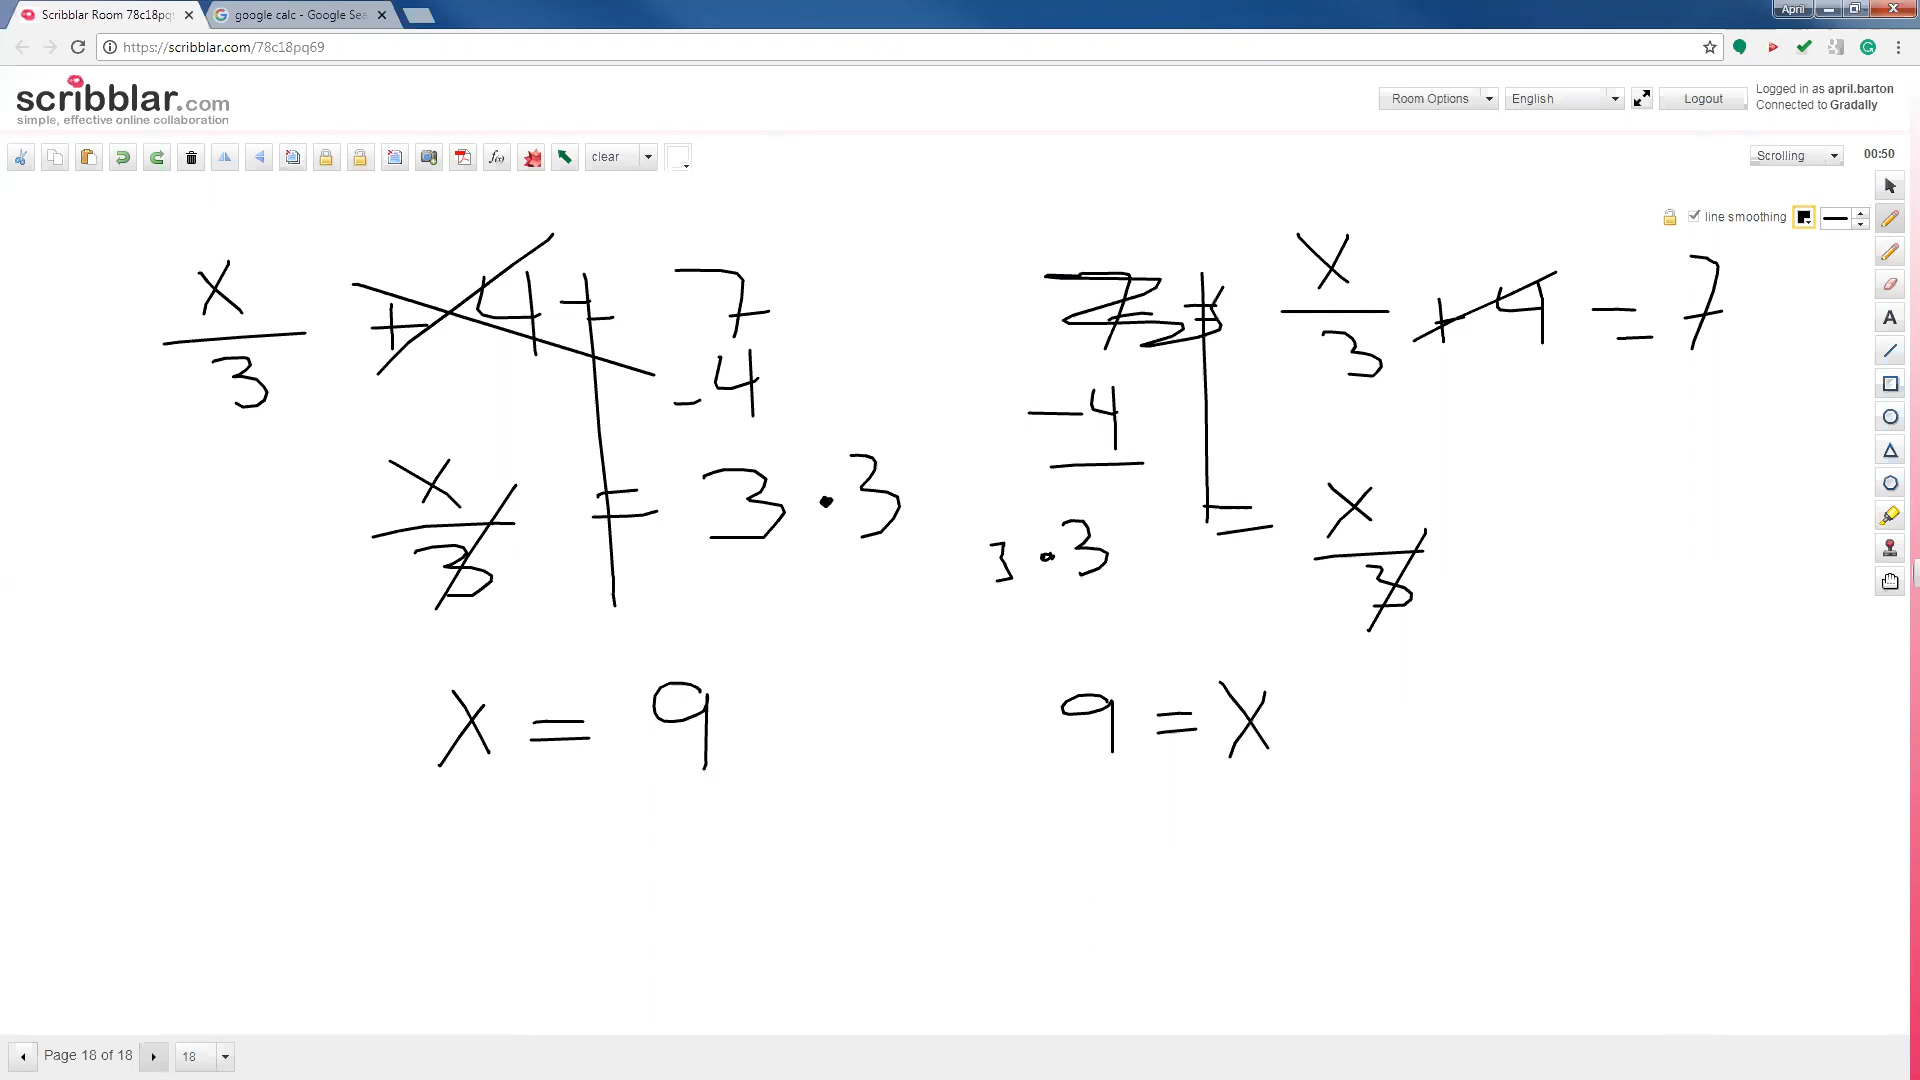 Scribblar Room 78c18pq
google calc - Google Sea
April
https://scribblar.com/78c18pq69
scribblar.com
simple, effective online collaboration
Room Options
English
Logout
Logged in as april.barton
Connected to Gradally
f(x)
clear
Scrolling
00:50
line smoothing
A
x/3 + 4 = 7
- 4
x/3 = 3 · 3
x = 9
7 =
x/3 + 4 = 7
- 4
3 · 3 = x/3
9 = x
Page 18 of 18
18